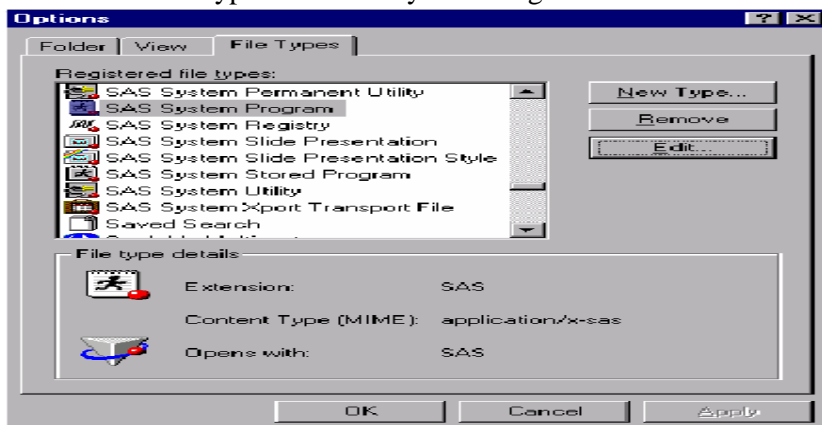 Options
Folder View File Types
Registered file types:
SAS System Permanent Utility
SAS System Program
SAS System Registry
SAS System Slide Presentation
SAS System Slide Presentation Style
SAS System Stored Program
SAS System Utility
SAS System Xport Transport File
Saved Search
New Type...
Remove
Edit...
File type details
Extension: SAS
Content Type (MIME): application/x-sas
Opens with: SAS
OK Cancel Apply